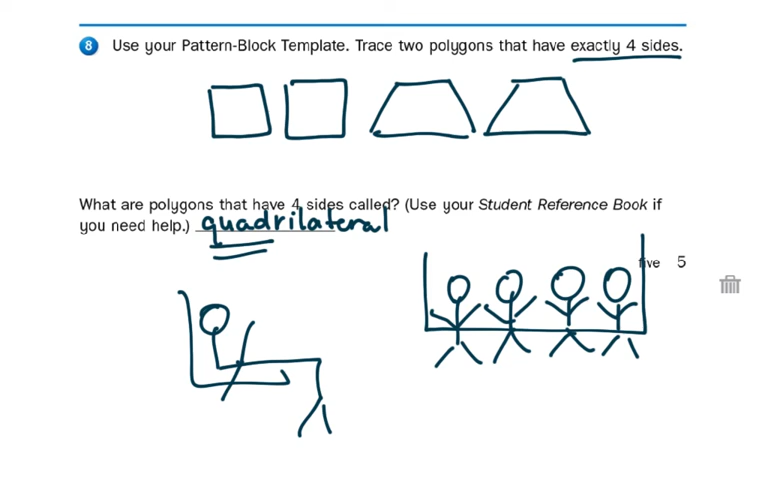 8 Use your Pattern-Block Template. Trace two polygons that have exactly 4 sides.
What are polygons that have 4 sides called? (Use your Student Reference Book if
you need help.) quadrilateral
five 5